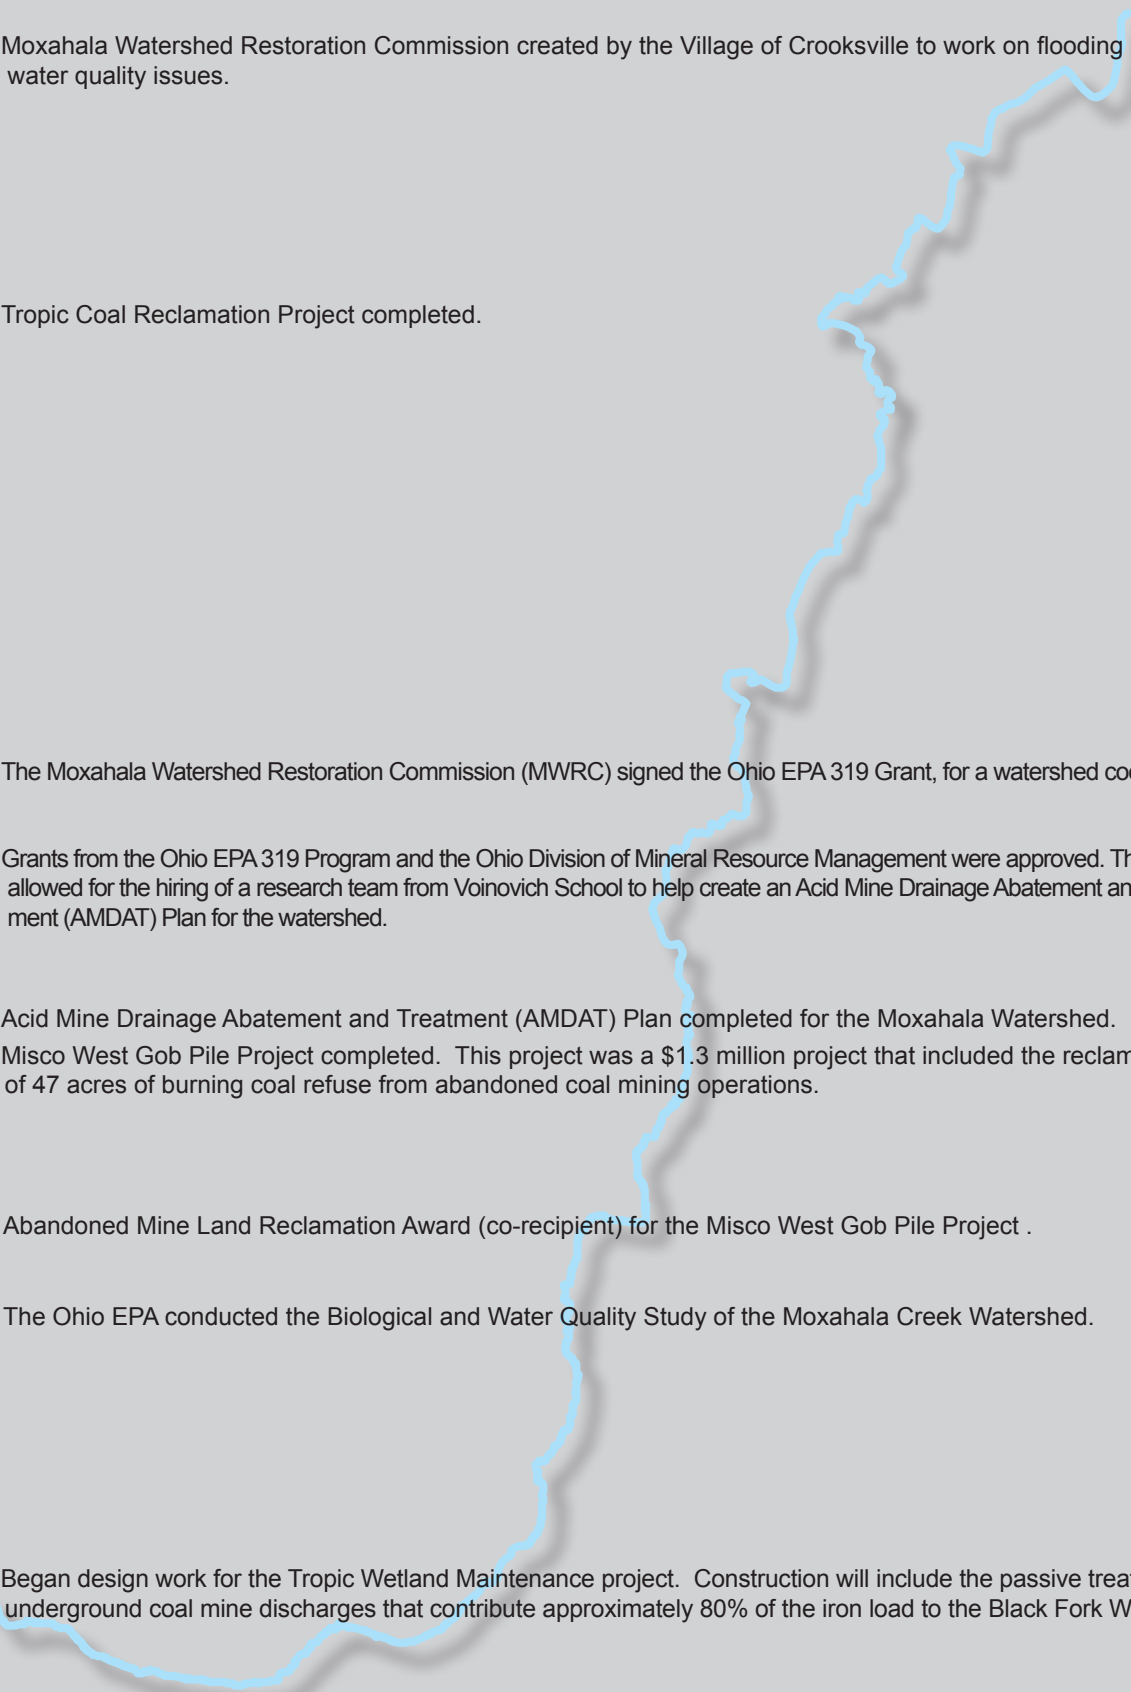 Moxahala Watershed Restoration Commission created by the Village of Crooksville to work on flooding
water quality issues.
Tropic Coal Reclamation Project completed.
The Moxahala Watershed Restoration Commission (MWRC) signed the Ohio EPA 319 Grant, for a watershed
Grants from the Ohio EPA 319 Program and the Ohio Division of Mineral Resource Management were approved.
allowed for the hiring of a research team from Voinovich School to help create an Acid Mine Drainage Abatement
ment (AMDAT) Plan for the watershed.
Acid Mine Drainage Abatement and Treatment (AMDAT) Plan completed for the Moxahala Watershed.
Misco West Gob Pile Project completed. This project was a $1.3 million project that included the
of 47 acres of burning coal refuse from abandoned coal mining operations.
Abandoned Mine Land Reclamation Award (co-recipient) for the Misco West Gob Pile Project .
The Ohio EPA conducted the Biological and Water Quality Study of the Moxahala Creek Watershed.
Began design work for the Tropic Wetland Maintenance project. Construction will include the passive
underground coal mine discharges that contribute approximately 80% of the iron load to the Black Fork